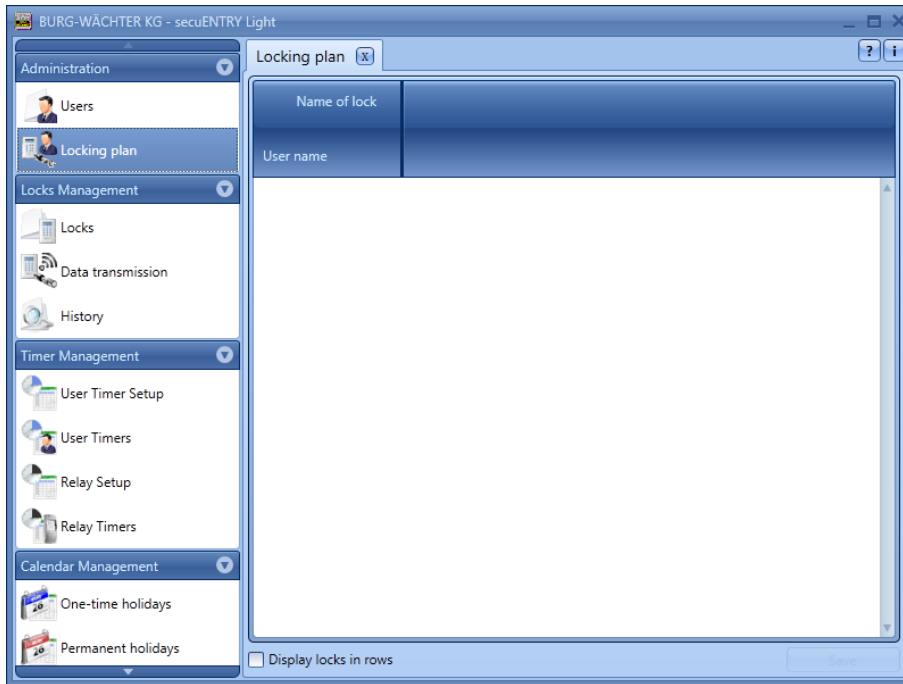 BURG-WÄCHTER KG - secuENTRY Light
Administration
Users
Locking plan
Locks Management
Locks
Data transmission
History
Timer Management
User Timer Setup
User Timers
Relay Setup
Relay Timers
Calendar Management
One-time holidays
Permanent holidays
Locking plan x
? i
Name of lock
User name
Display locks in rows
Save